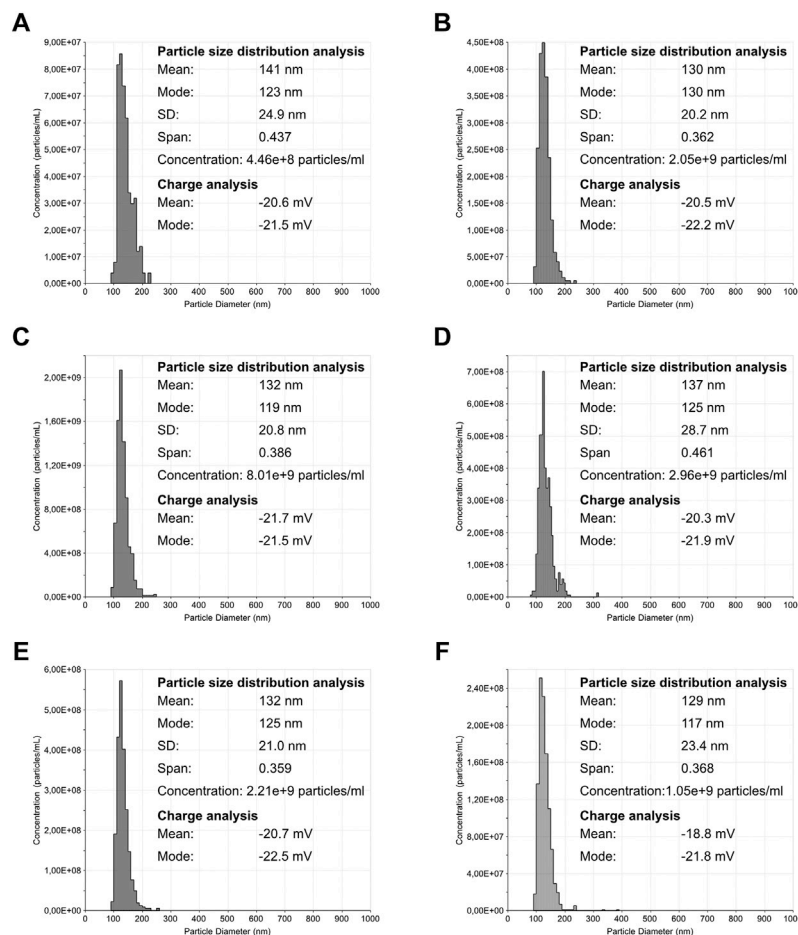 A
9,00E+07
8,00E+07
7,00E+07
6,00E+07
5,00E+07
4,00E+07
3,00E+07
2,00E+07
1,00E+07
0,00E+00
Concentration (particles/mL)
Particle size distribution analysis
Mean: 141 nm
Mode: 123 nm
SD: 24.9 nm
Span: 0.437
Concentration: 4.46e+8 particles/ml
Charge analysis
Mean: -20.6 mV
Mode: -21.5 mV
0 100 200 300 400 500 600 700 800 900 1000
Particle Diameter (nm)
B
4,50E+08
4,00E+08
3,50E+08
3,00E+08
2,50E+08
2,00E+08
1,50E+08
1,00E+08
5,00E+07
0,00E+00
Concentration (particles/mL)
Particle size distribution analysis
Mean: 130 nm
Mode: 130 nm
SD: 20.2 nm
Span: 0.362
Concentration: 2.05e+9 particles/ml
Charge analysis
Mean: -20.5 mV
Mode: -22.2 mV
0 100 200 300 400 500 600 700 800 900 1000
Particle Diameter (nm)
C
2,00E+09
1,60E+09
1,20E+09
8,00E+08
4,00E+08
0,00E+00
Concentration (particles/mL)
Particle size distribution analysis
Mean: 132 nm
Mode: 119 nm
SD: 20.8 nm
Span: 0.386
Concentration: 8.01e+9 particles/ml
Charge analysis
Mean: -21.7 mV
Mode: -21.5 mV
0 100 200 300 400 500 600 700 800 900 1000
Particle Diameter (nm)
D
7,00E+08
6,00E+08
5,00E+08
4,00E+08
3,00E+08
2,00E+08
1,00E+08
0,00E+00
Concentration (particles/mL)
Particle size distribution analysis
Mean: 137 nm
Mode: 125 nm
SD: 28.7 nm
Span 0.461
Concentration: 2.96e+9 particles/ml
Charge analysis
Mean: -20.3 mV
Mode: -21.9 mV
0 100 200 300 400 500 600 700 800 900 1000
Particle Diameter (nm)
E
6,00E+08
5,00E+08
4,00E+08
3,00E+08
2,00E+08
1,00E+08
0,00E+00
Concentration (particles/mL)
Particle size distribution analysis
Mean: 132 nm
Mode: 125 nm
SD: 21.0 nm
Span: 0.359
Concentration: 2.21e+9 particles/ml
Charge analysis
Mean: -20.7 mV
Mode: -22.5 mV
0 100 200 300 400 500 600 700 800 900 1000
Particle Diameter (nm)
F
2,40E+08
2,00E+08
1,60E+08
1,20E+08
8,00E+07
4,00E+07
0,00E+00
Concentration (particles/mL)
Particle size distribution analysis
Mean: 129 nm
Mode: 117 nm
SD: 23.4 nm
Span: 0.368
Concentration:1.05e+9 particles/ml
Charge analysis
Mean: -18.8 mV
Mode: -21.8 mV
0 100 200 300 400 500 600 700 800 900 1000
Particle Diameter (nm)